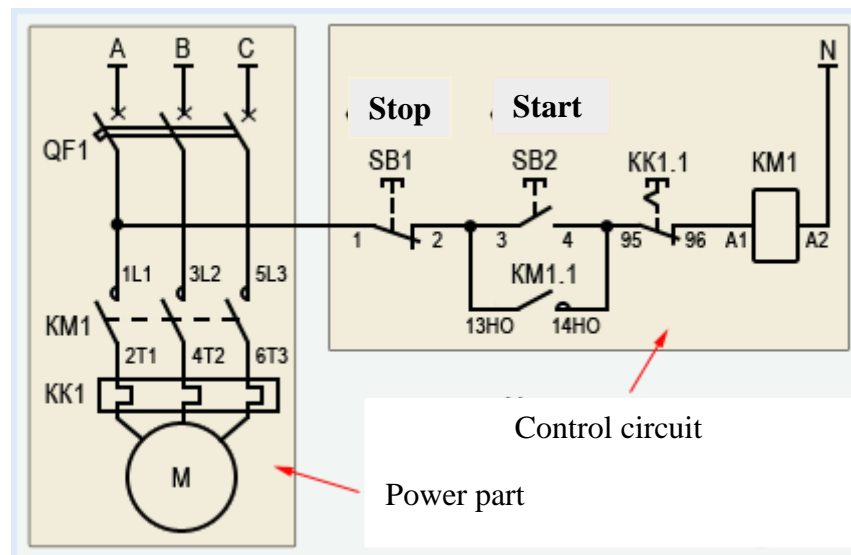 A B C
N
Stop Start
QF1
SB1 SB2 KK1.1 KM1
1 2 3 4 95 96 A1 A2
KM1.1
13HO 14HO
1L1 3L2 5L3
KM1
2T1 4T2 6T3
KK1
M
Control circuit
Power part